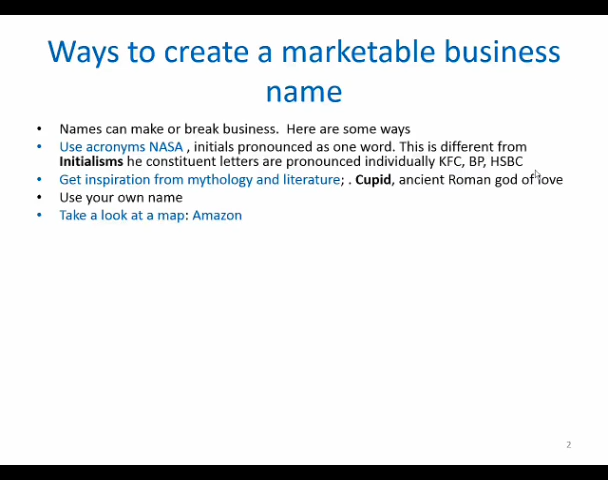 Ways to create a marketable business
name
• Names can make or break business.  Here are some ways
• Use acronyms NASA , initials pronounced as one word. This is different from
Initialisms he constituent letters are pronounced individually KFC, BP, HSBC
• Get inspiration from mythology and literature; . Cupid, ancient Roman god of love
• Use your own name
• Take a look at a map: Amazon
2